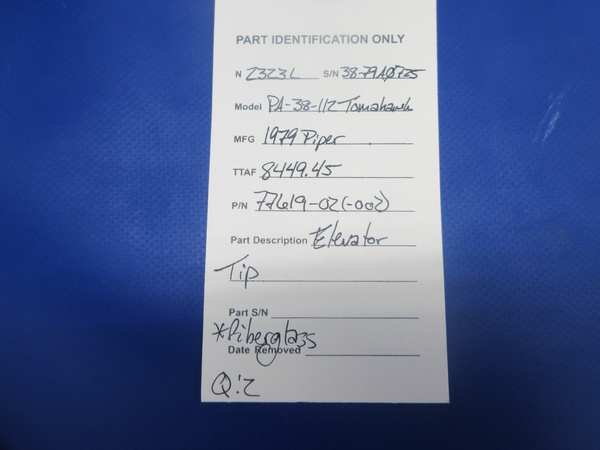 PART IDENTIFICATION ONLY
N 2323L S/N 38-79A0725
Model PA-38-112 Tomahawk
MFG 1979 Piper
TTAF 8449.45
P/N 77619-02(-002)
Part Description Elevator
Tip
Part S/N
*Fiberglass
Date Removed
Q:2